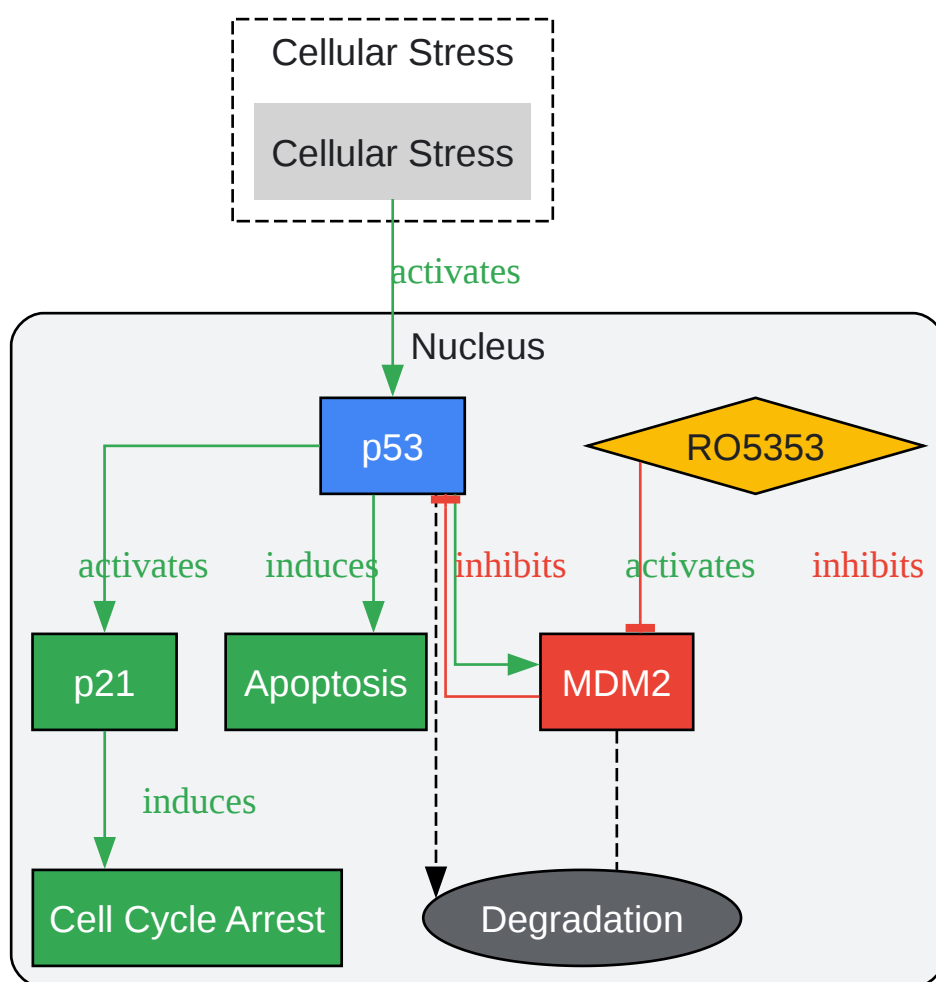 Cellular Stress
Cellular Stress
activates
Nucleus
p53
RO5353
activates
induces
inhibits
activates
inhibits
p21
Apoptosis
MDM2
induces
Cell Cycle Arrest
Degradation